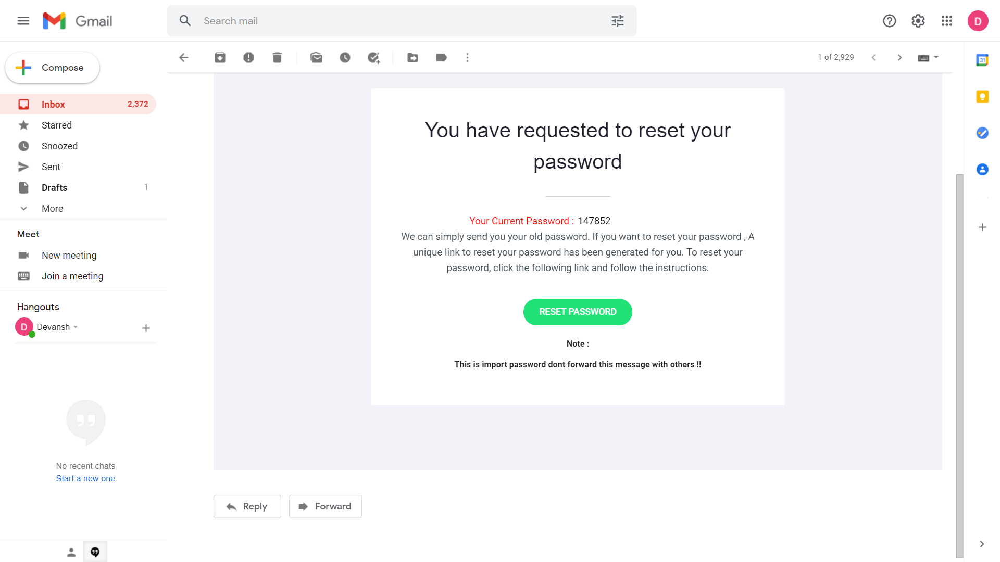 Gmail
Search mail
D
Compose
1 of 2,929
31
Inbox 2,372
Starred
Snoozed
Sent
Drafts 1
More
Meet
New meeting
Join a meeting
Hangouts
D Devansh
No recent chats
Start a new one
You have requested to reset your
password
Your Current Password : 147852
We can simply send you your old password. If you want to reset your password , A
unique link to reset your password has been generated for you. To reset your
password, click the following link and follow the instructions.
RESET PASSWORD
Note :
This is import password dont forward this message with others !!
Reply
Forward